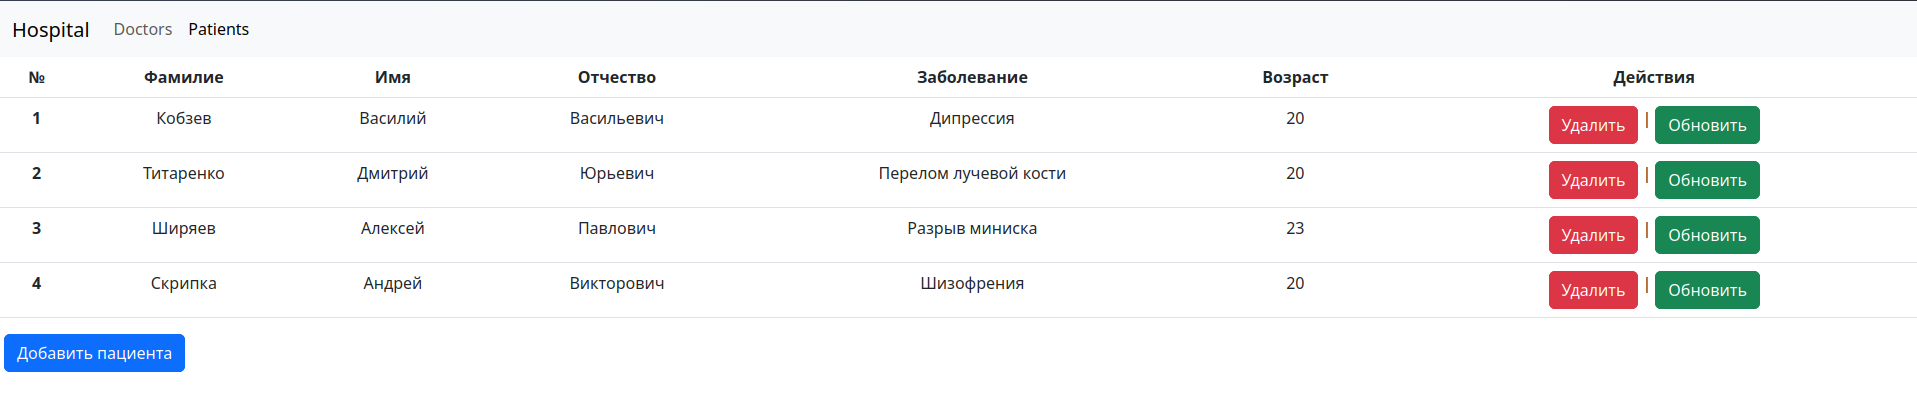 Hospital Doctors Patients
№ Фамилие Имя Отчество Заболевание Возраст Действия
1 Кобзев Василий Васильевич Дипрессия 20 Удалить | Обновить
2 Титаренко Дмитрий Юрьевич Перелом лучевой кости 20 Удалить | Обновить
3 Ширяев Алексей Павлович Разрыв миниска 23 Удалить | Обновить
4 Скрипка Андрей Викторович Шизофрения 20 Удалить | Обновить
Добавить пациента